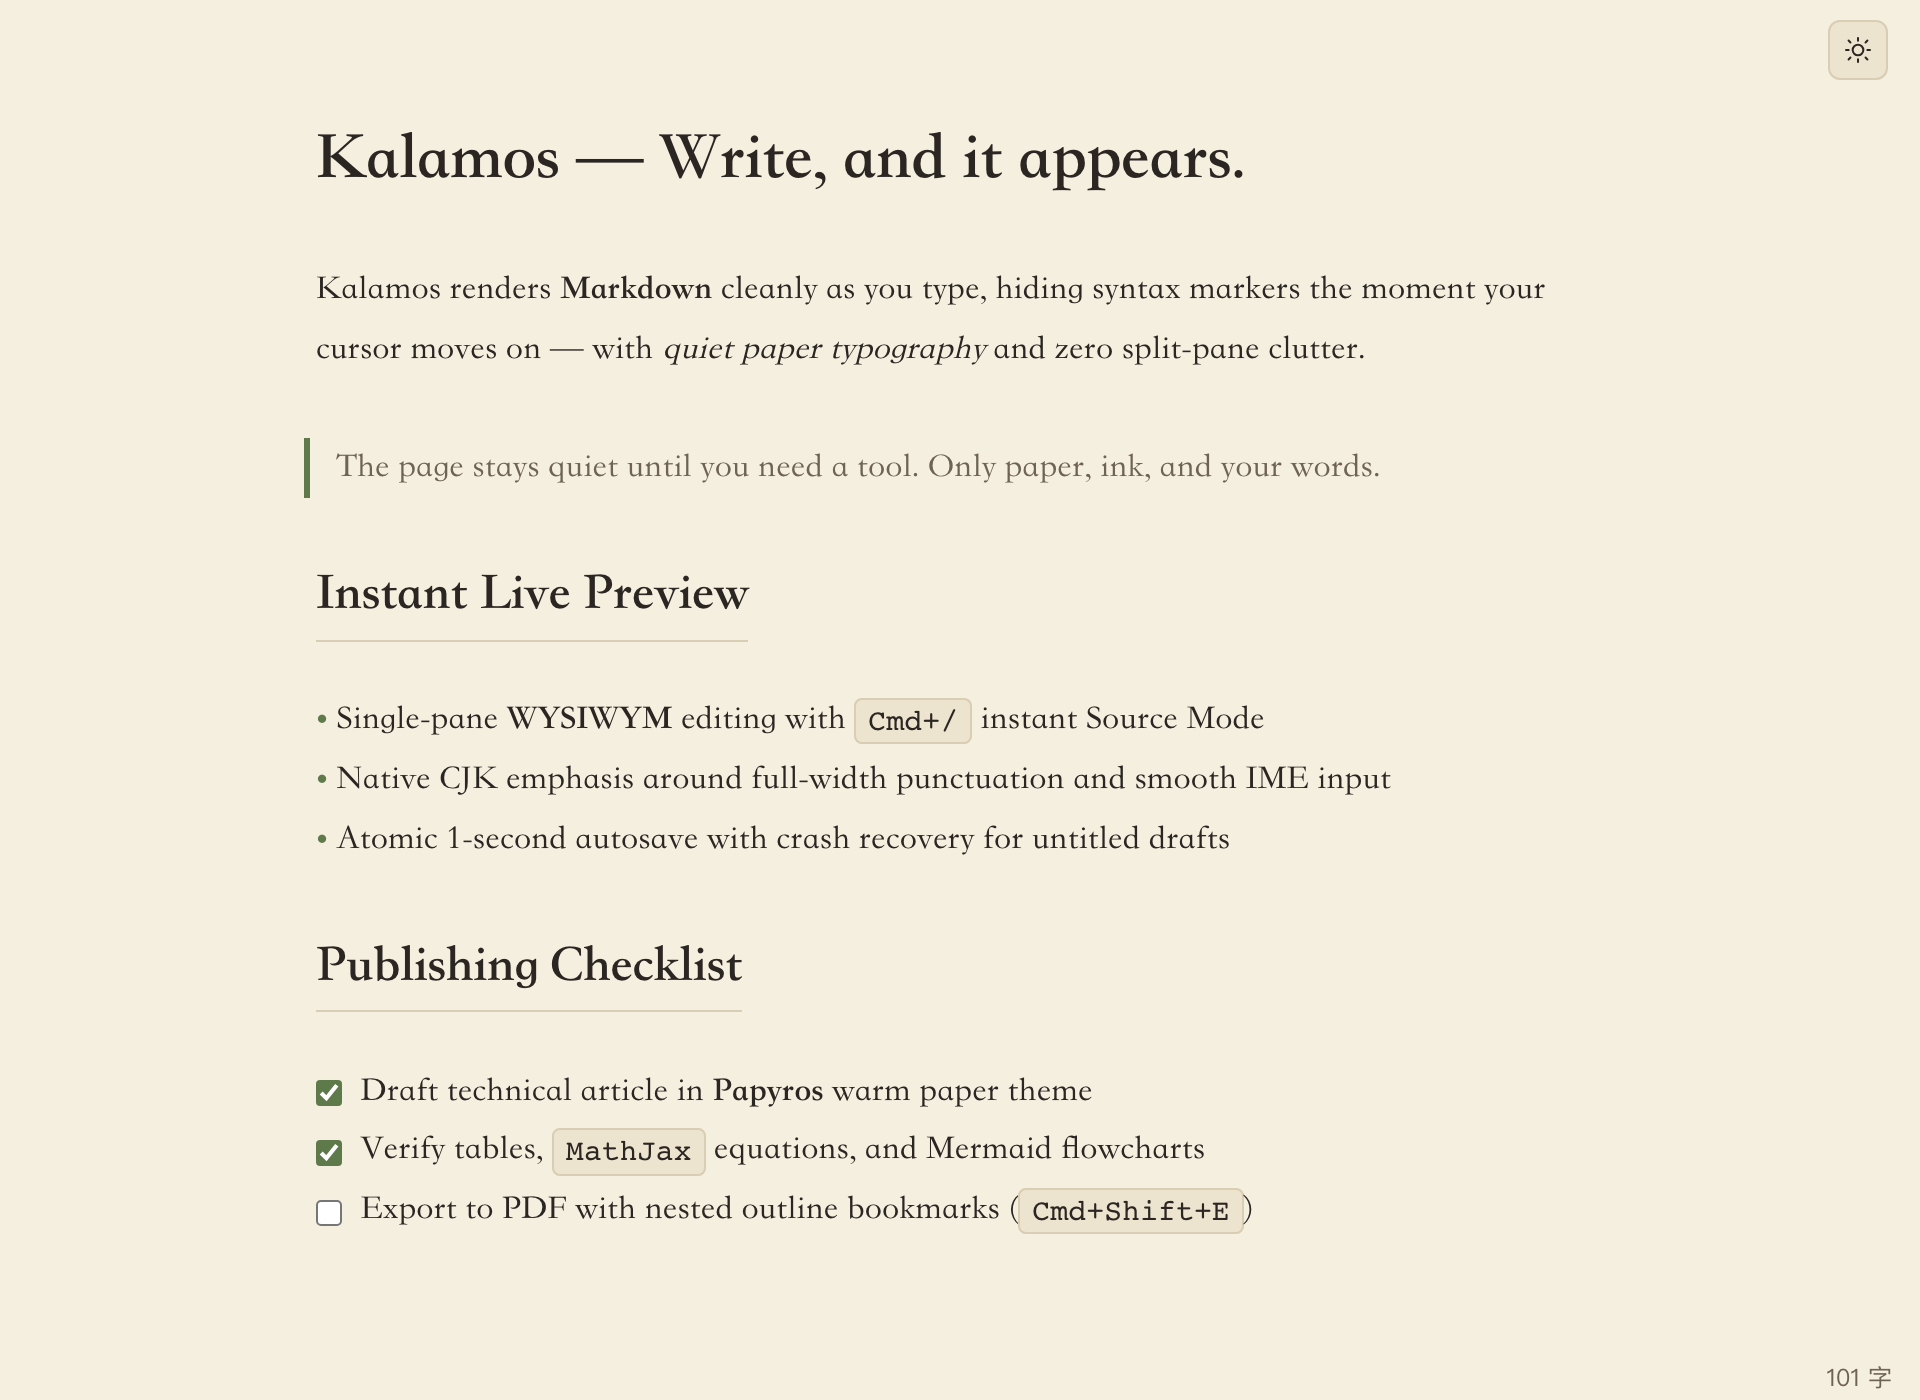 Kalamos — Write, and it appears.
Kalamos renders Markdown cleanly as you type, hiding syntax markers the moment your
cursor moves on — with quiet paper typography and zero split-pane clutter.
The page stays quiet until you need a tool. Only paper, ink, and your words.
Instant Live Preview
• Single-pane WYSIWYM editing with Cmd+/ instant Source Mode
• Native CJK emphasis around full-width punctuation and smooth IME input
• Atomic 1-second autosave with crash recovery for untitled drafts
Publishing Checklist
Draft technical article in Papyros warm paper theme
Verify tables, MathJax equations, and Mermaid flowcharts
Export to PDF with nested outline bookmarks (Cmd+Shift+E)
101 字